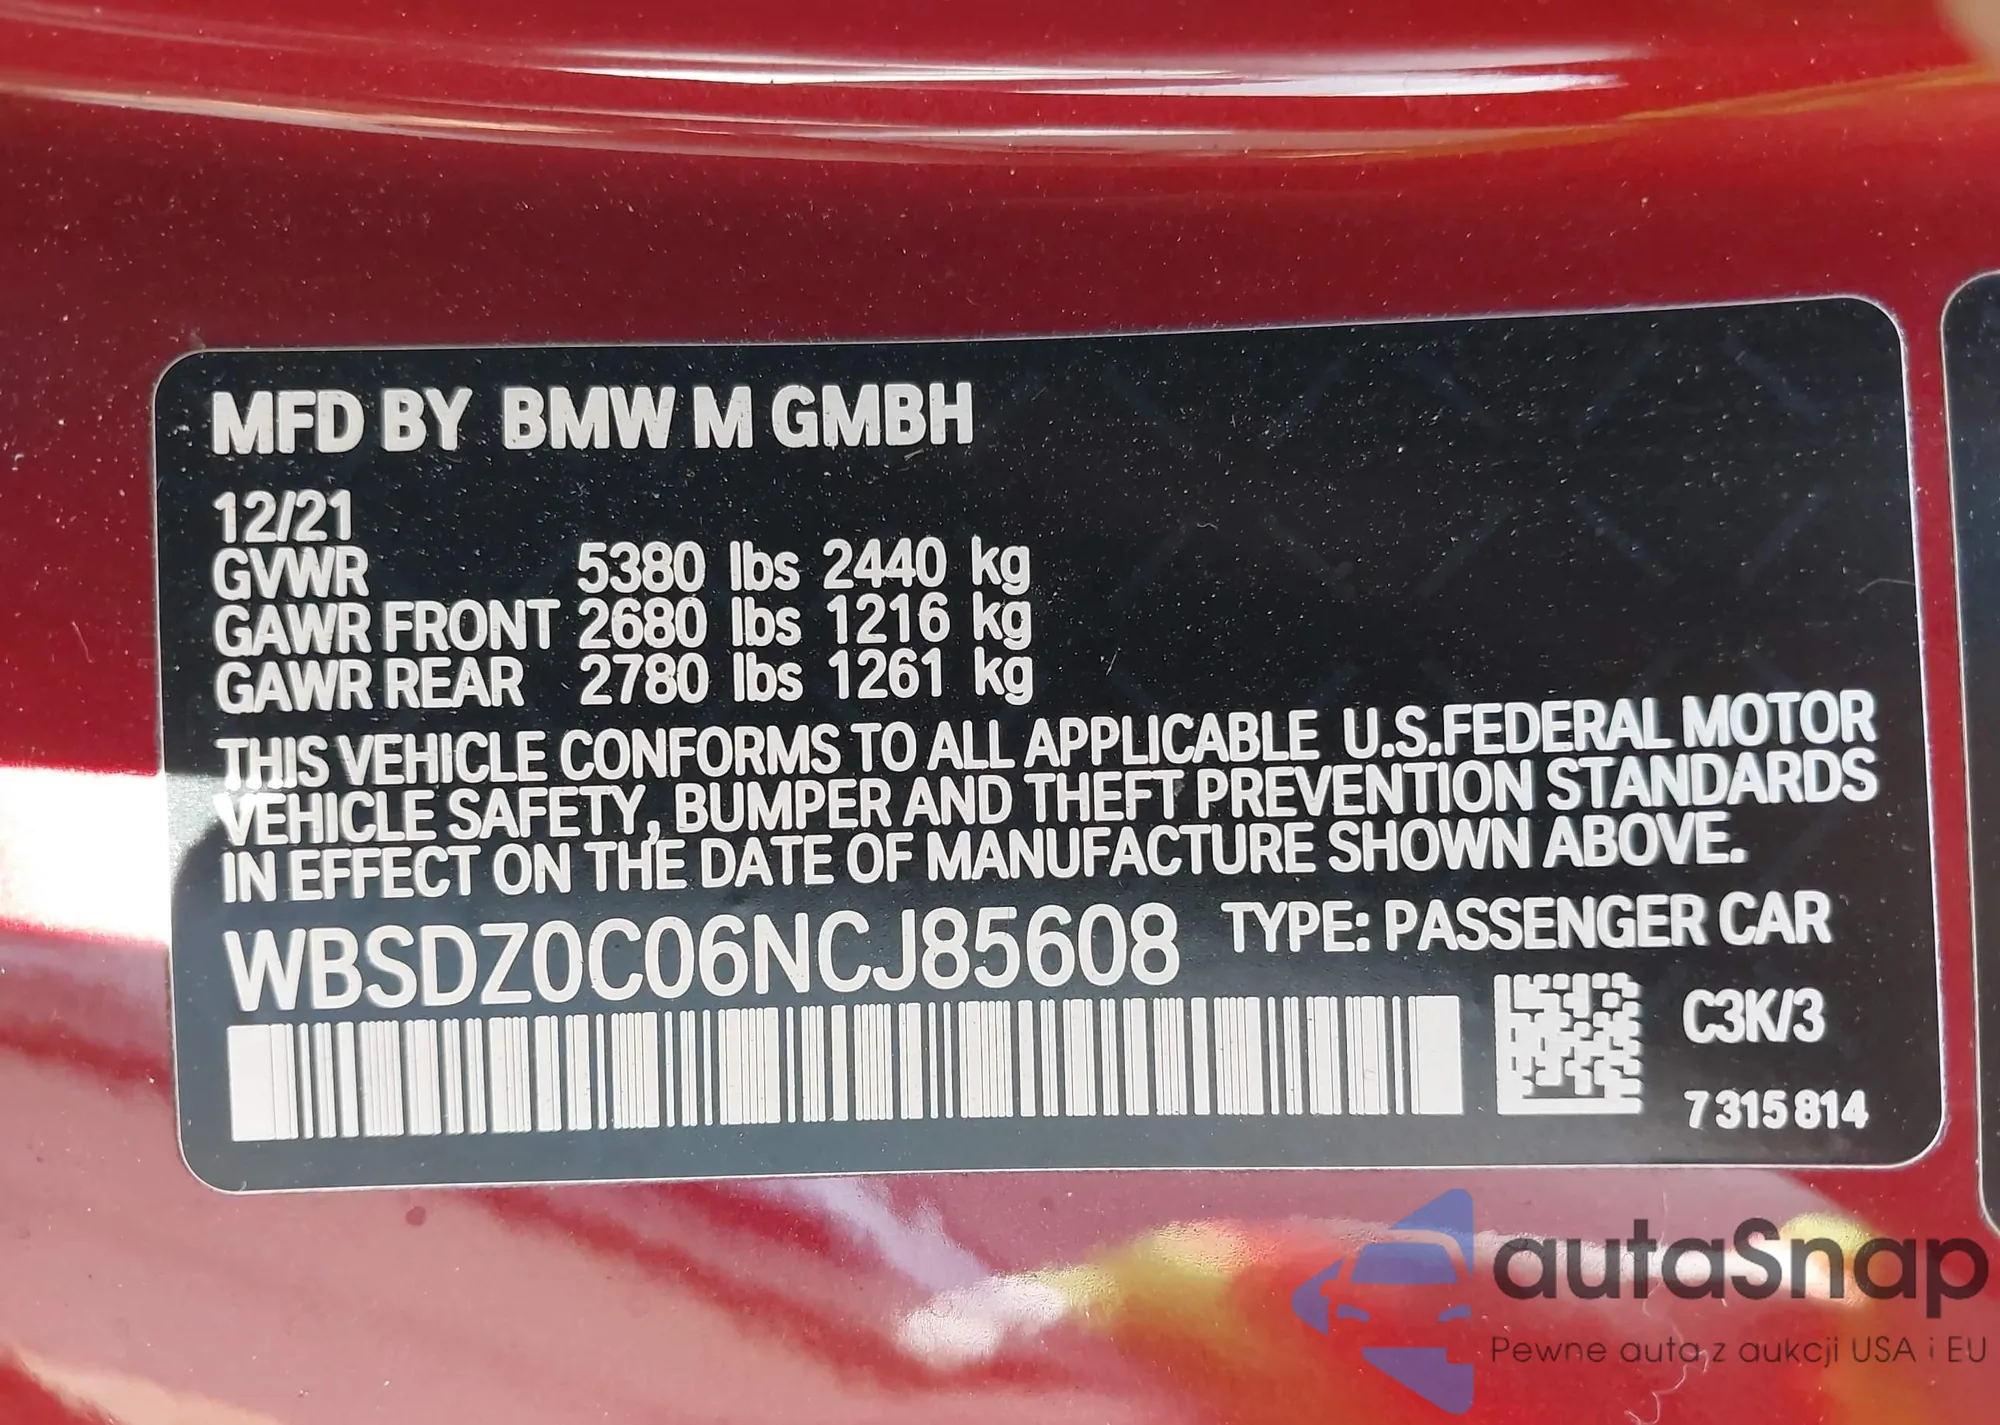 MFD BY BMW M GMBH
12/21
GVWR 5380 lbs 2440 kg
GAWR FRONT 2680 lbs 1216 kg
GAWR REAR 2780 lbs 1261 kg
THIS VEHICLE CONFORMS TO ALL APPLICABLE U.S.FEDERAL MOTOR
VEHICLE SAFETY, BUMPER AND THEFT PREVENTION STANDARDS
IN EFFECT ON THE DATE OF MANUFACTURE SHOWN ABOVE.
WBSDZ0C06NCJ85608 TYPE: PASSENGER CAR
C3K/3
7315814
autaSnap
Pewne auta z aukcji USA i EU